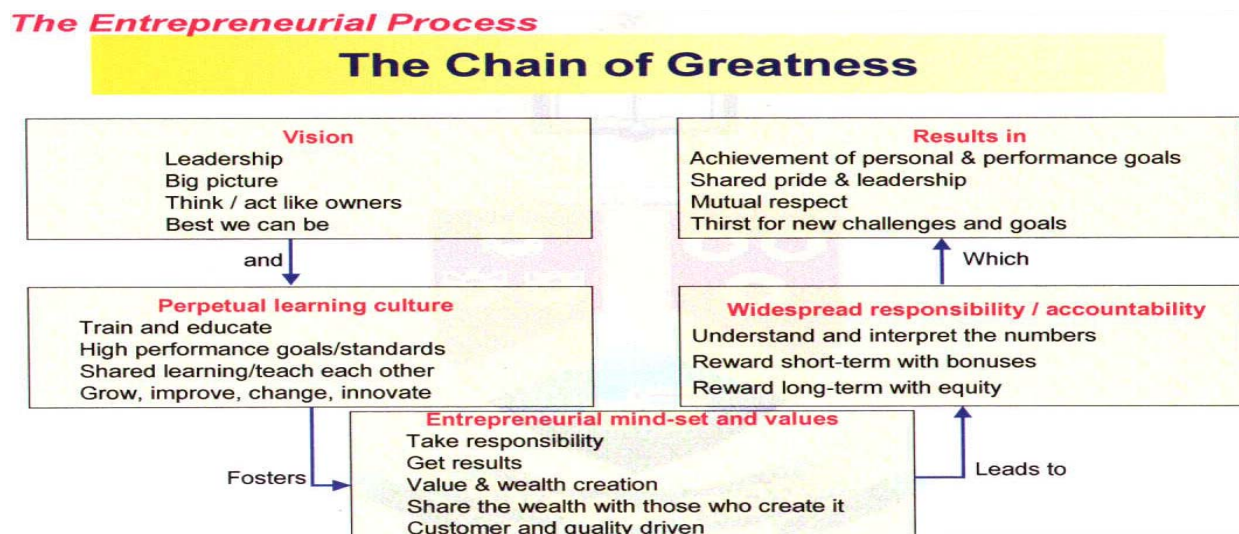 The Entrepreneurial Process
The Chain of Greatness
Vision
Leadership
Big picture
Think / act like owners
Best we can be
and
Perpetual learning culture
Train and educate
High performance goals/standards
Shared learning/teach each other
Grow, improve, change, innovate
Fosters
Entrepreneurial mind-set and values
Take responsibility
Get results
Value & wealth creation
Share the wealth with those who create it
Customer and quality driven
Leads to
Widespread responsibility / accountability
Understand and interpret the numbers
Reward short-term with bonuses
Reward long-term with equity
Which
Results in
Achievement of personal & performance goals
Shared pride & leadership
Mutual respect
Thirst for new challenges and goals